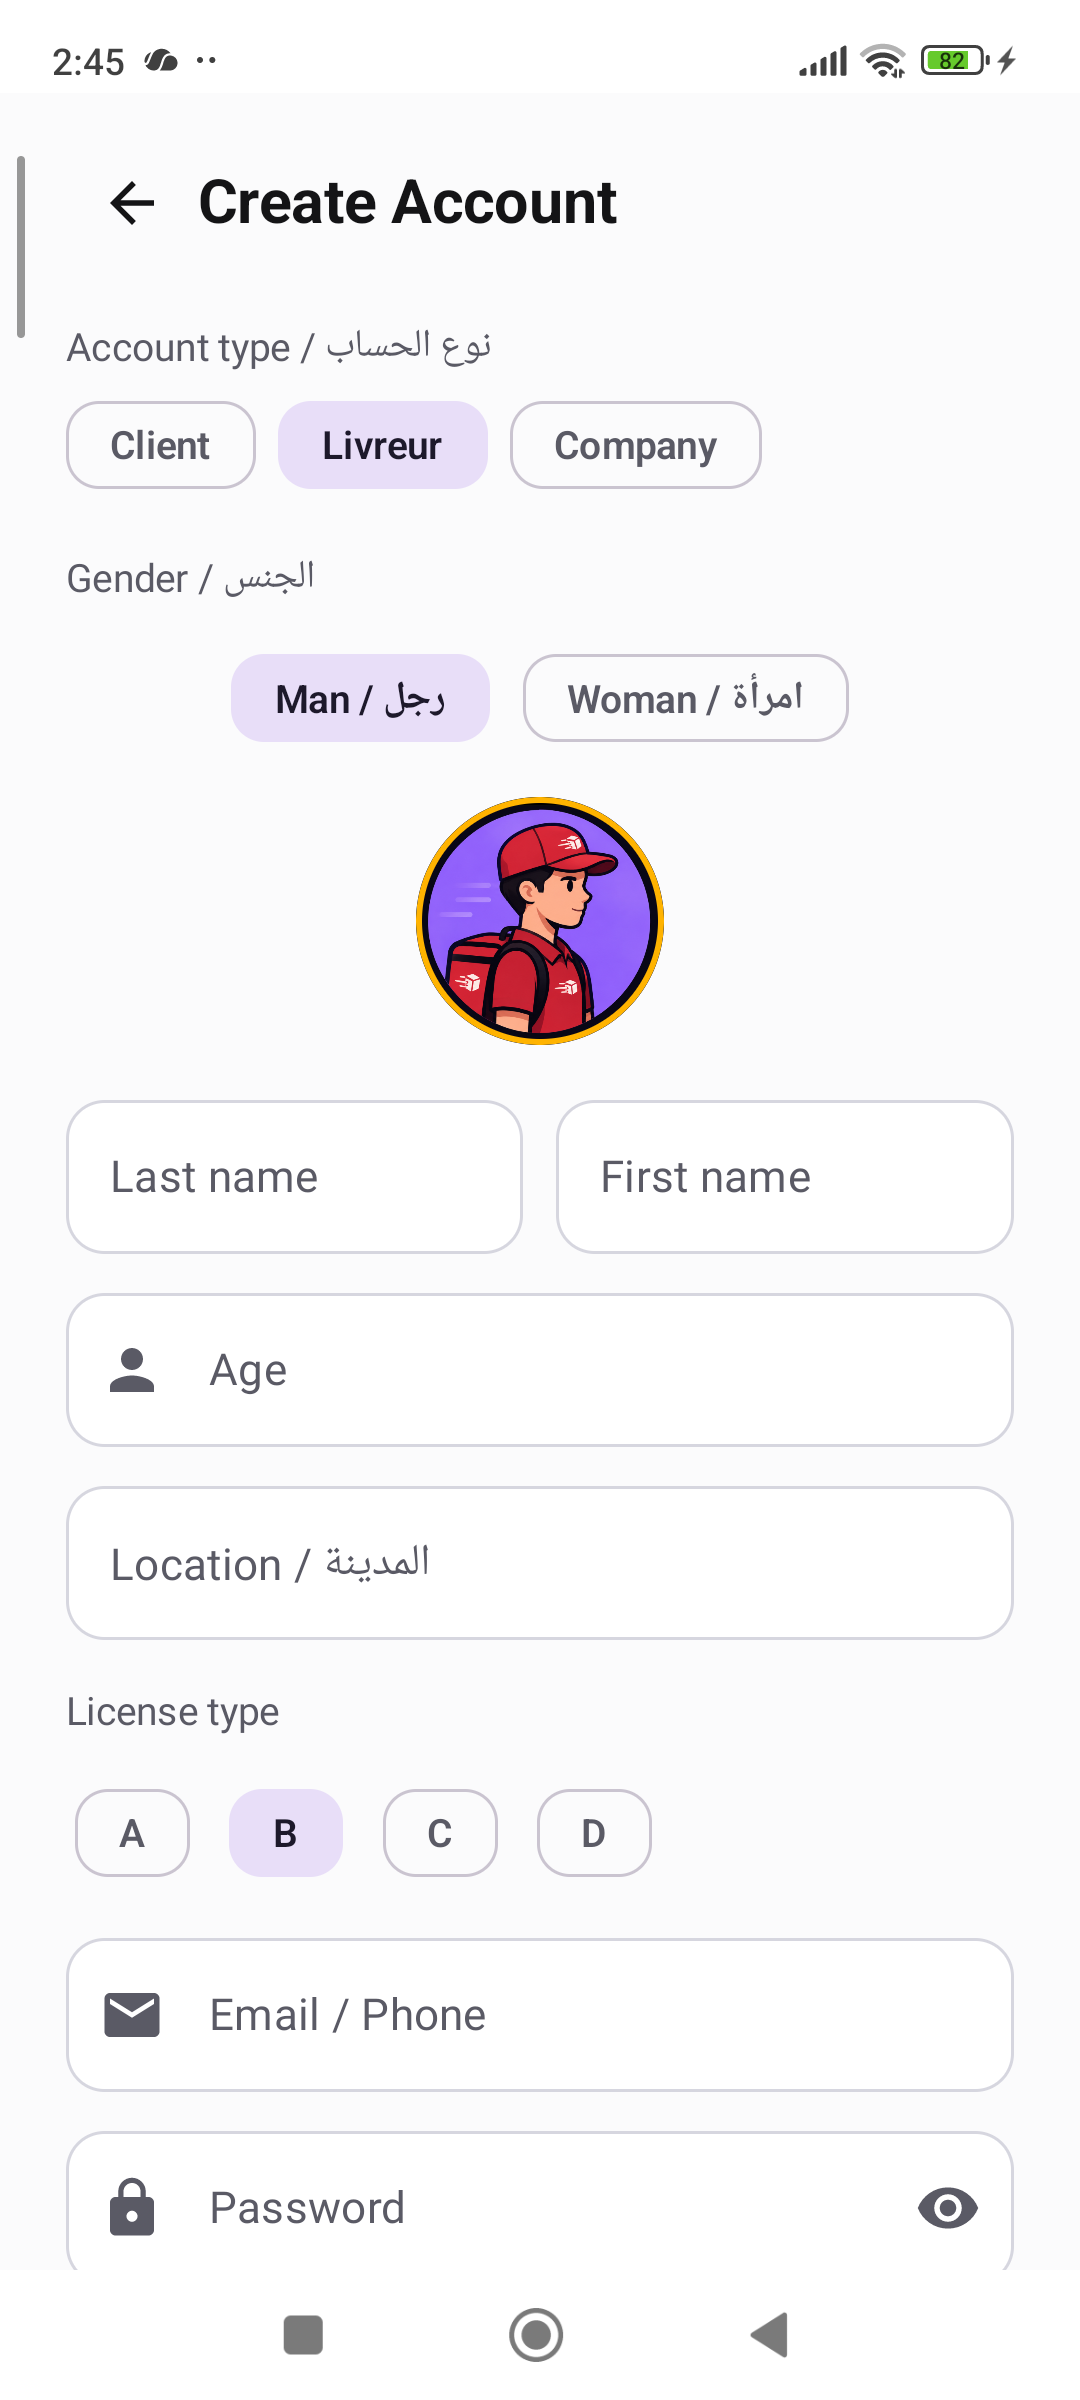 2:45
82
Create Account
Account type / نوع الحساب
Client Livreur Company
Gender / الجنس
Man / رجل Woman / امرأة
Last name First name
Age
Location / المدينة
License type
A B C D
Email / Phone
Password